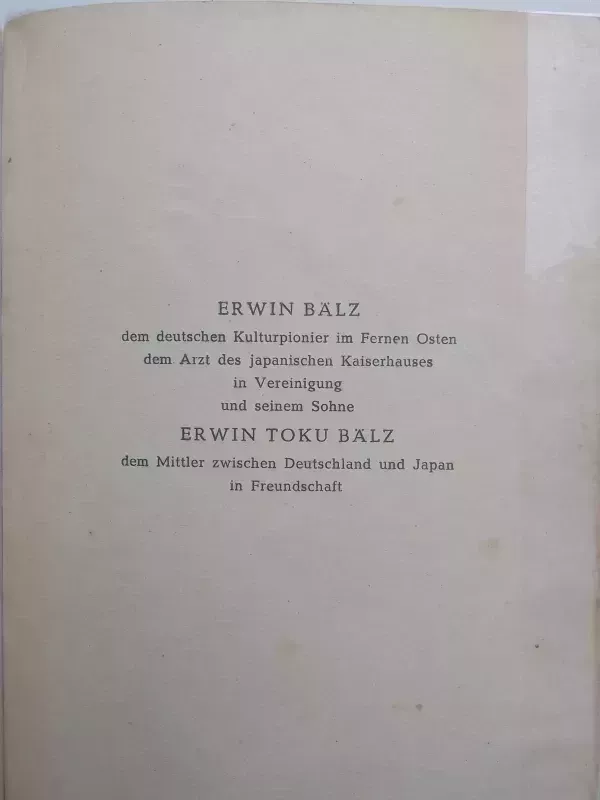 ERWIN BÄLZ
dem deutschen Kulturpionier im Fernen Osten
dem Arzt des japanischen Kaiserhauses
in Vereinigung
und seinem Sohne
ERWIN TOKU BÄLZ
dem Mittler zwischen Deutschland und Japan
in Freundschaft